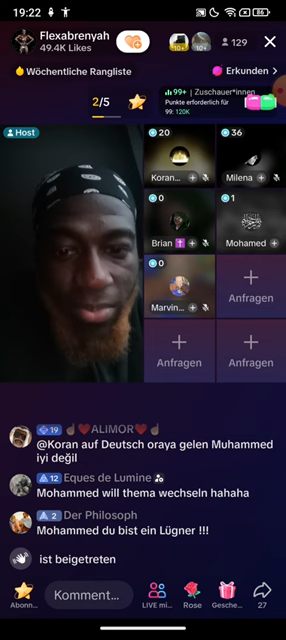 19:22
86
Flexabrenyah
49.4K Likes
10+
10+
129
Wöchentliche Rangliste
Erkunden >
2/5
99+ | Zuschauer*innen
Punkte erforderlich für
99: 120K
Host
20
Koran...
36
Milena
0
Brian
1
Mohamed
0
Marvin...
Anfragen
Anfragen
Anfragen
19 ☝🏿❤️ALIMOR❤️☝🏿
@Koran auf Deutsch oraya gelen Muhammed
iyi değil
12 Eques de Lumine
Mohammed will thema wechseln hahaha
2 Der Philosoph
Mohammed du bist ein Lügner !!!
ist beigetreten
Kommentar...
Abonn...
LIVE mi...
Rose
Gesche...
27